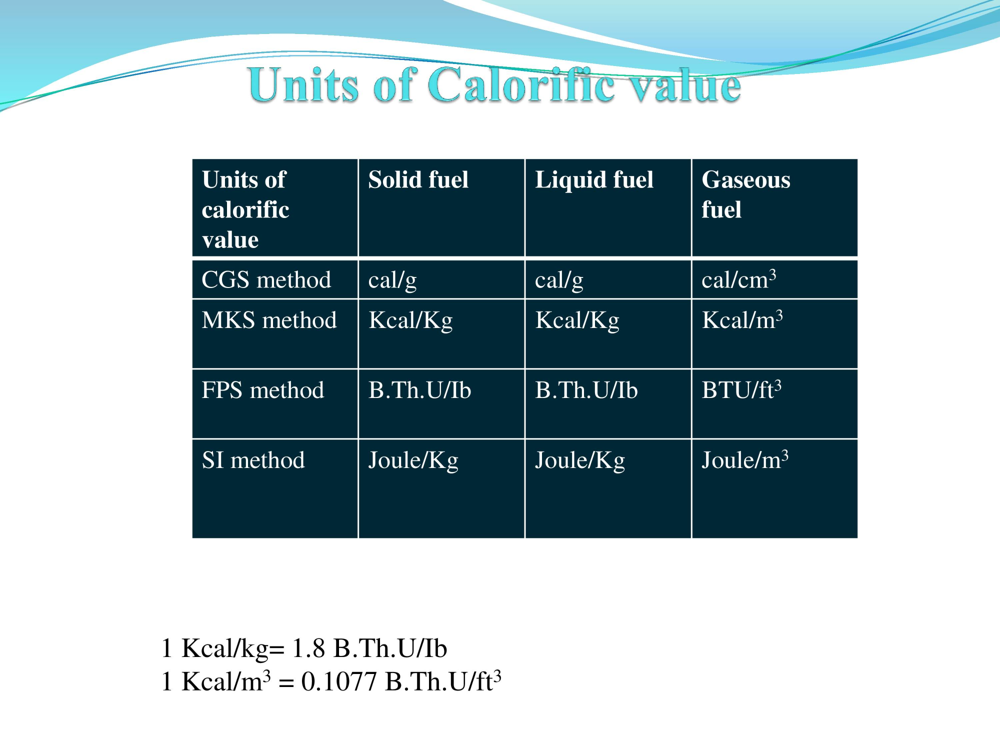 Units of Calorific value
Units of calorific value Solid fuel Liquid fuel Gaseous fuel
CGS method cal/g cal/g cal/cm³
MKS method Kcal/Kg Kcal/Kg Kcal/m³
FPS method B.Th.U/Ib B.Th.U/Ib BTU/ft³
SI method Joule/Kg Joule/Kg Joule/m³
1 Kcal/kg= 1.8 B.Th.U/Ib
1 Kcal/m³ = 0.1077 B.Th.U/ft³